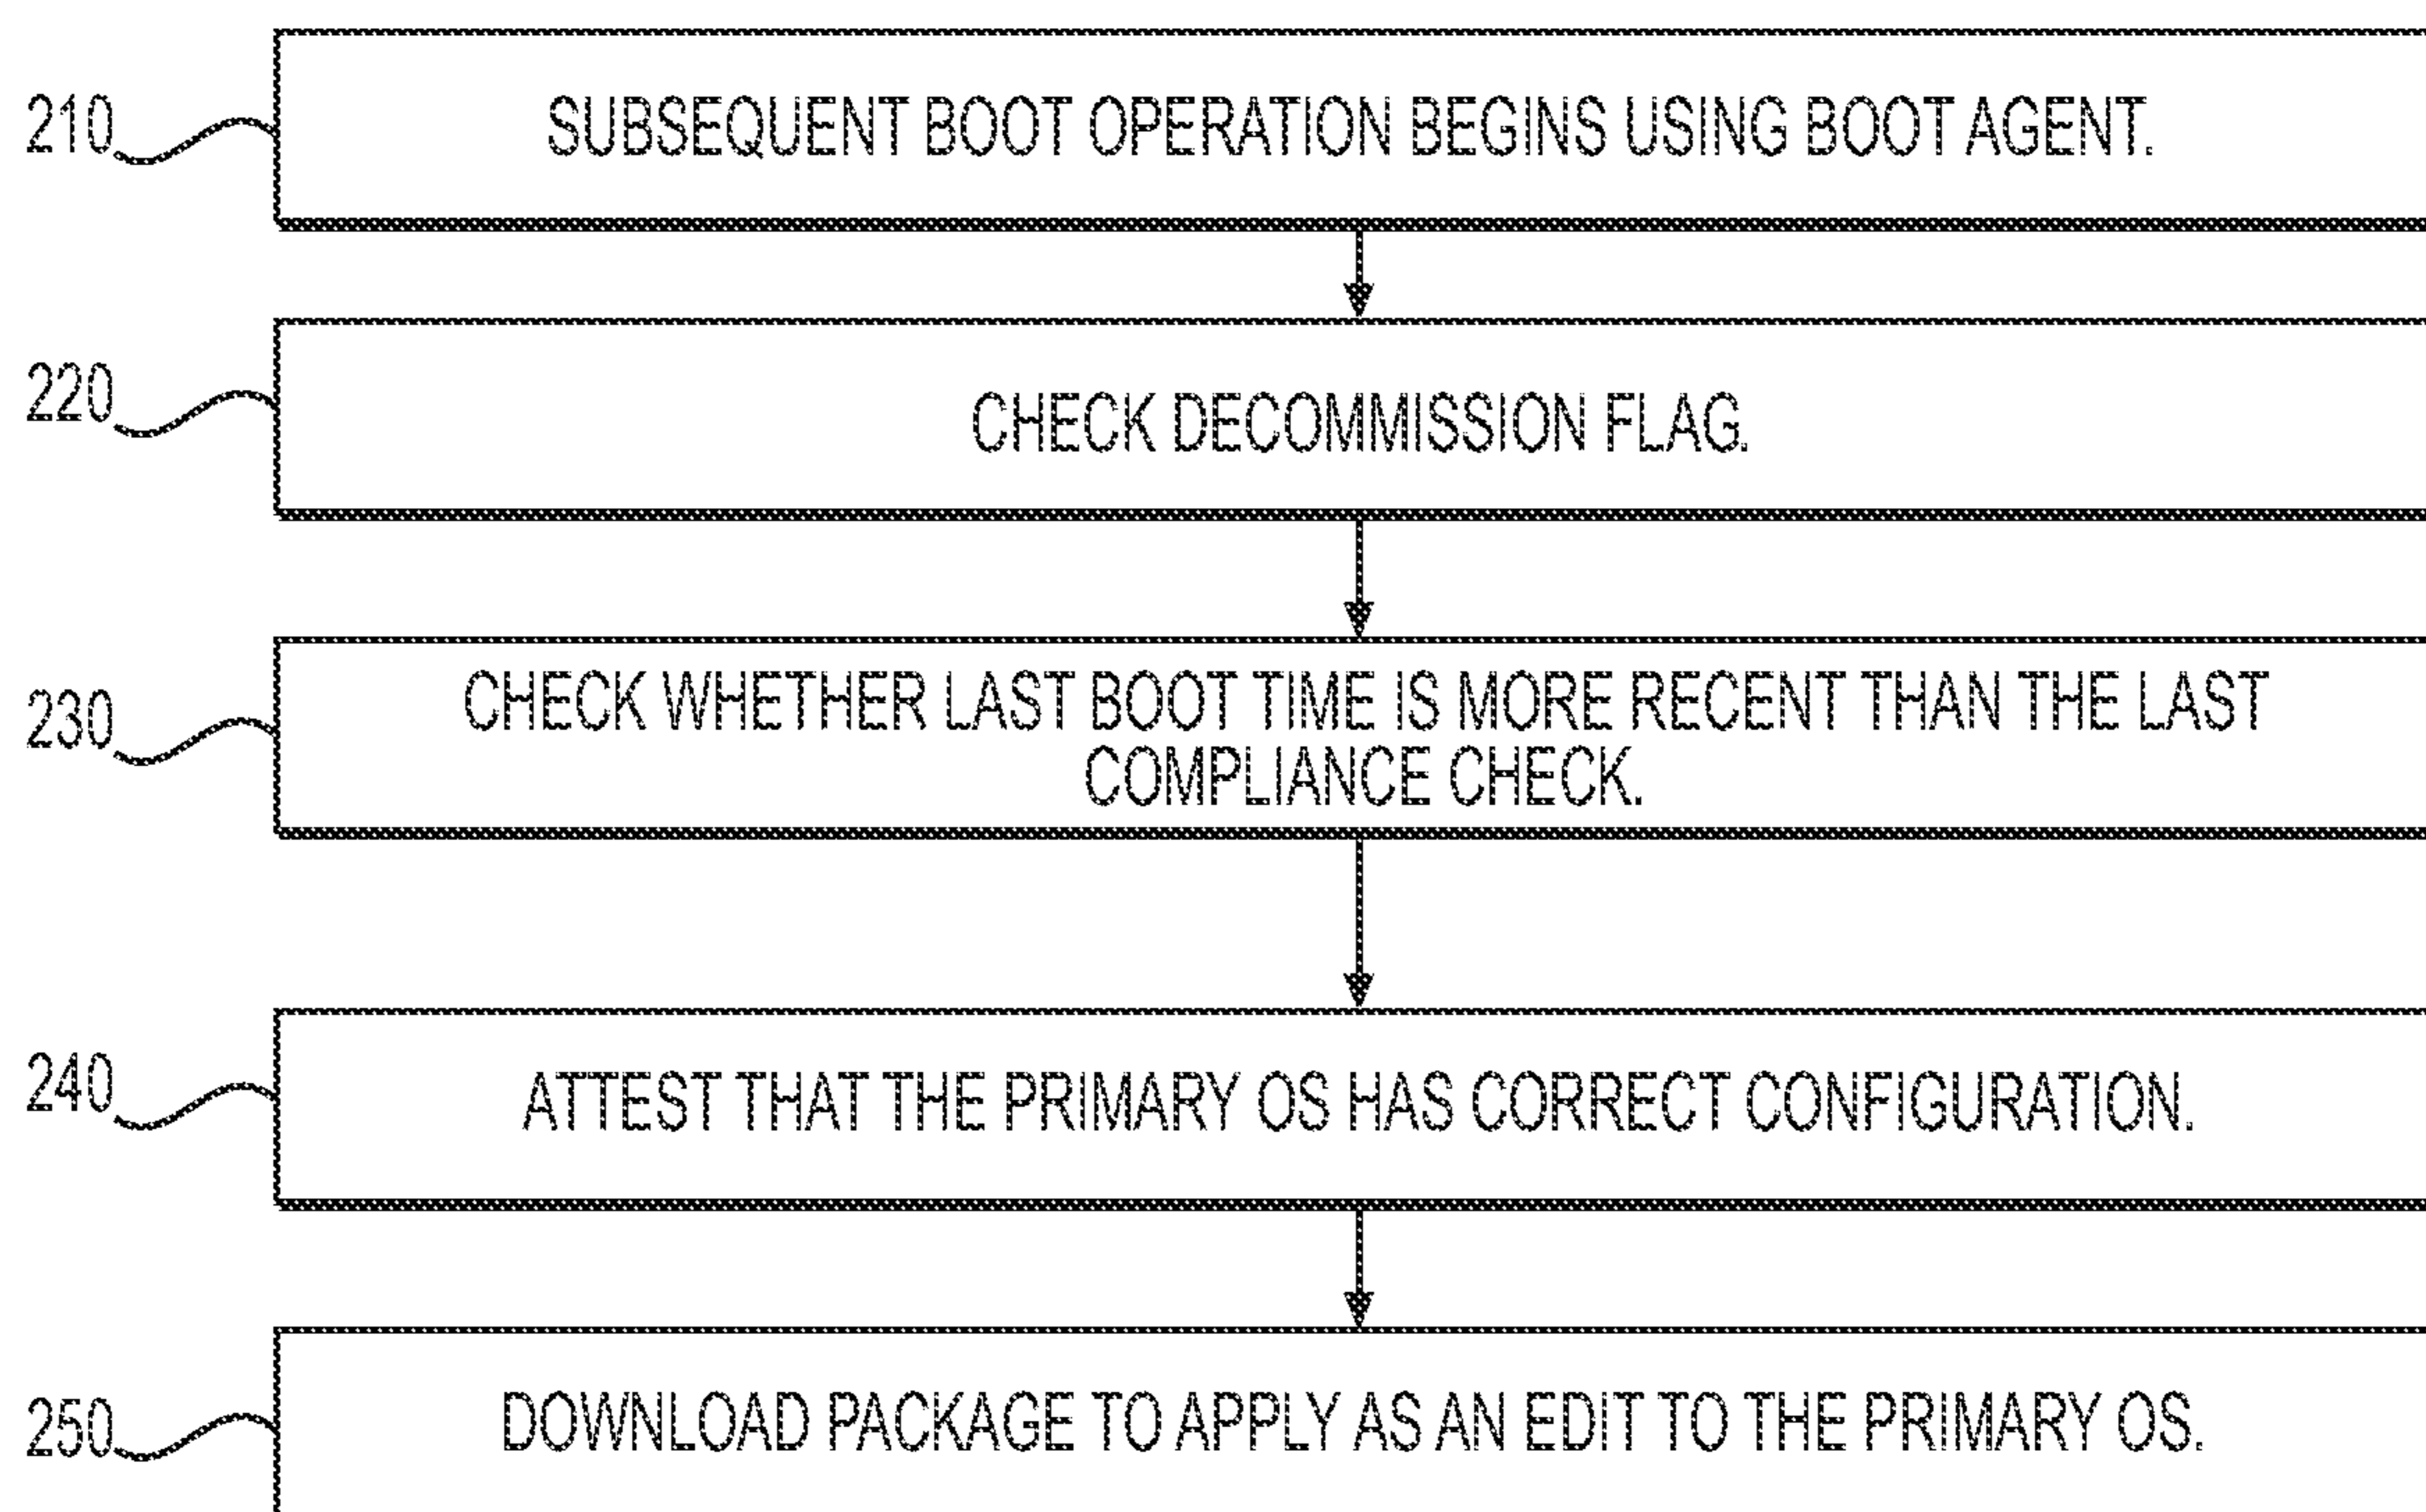 210
SUBSEQUENT BOOT OPERATION BEGINS USING BOOT AGENT.
220
CHECK DECOMMISSION FLAG.
230
CHECK WHETHER LAST BOOT TIME IS MORE RECENT THAN THE LAST
COMPLIANCE CHECK.
240
ATTEST THAT THE PRIMARY OS HAS CORRECT CONFIGURATION.
250
DOWNLOAD PACKAGE TO APPLY AS AN EDIT TO THE PRIMARY OS.